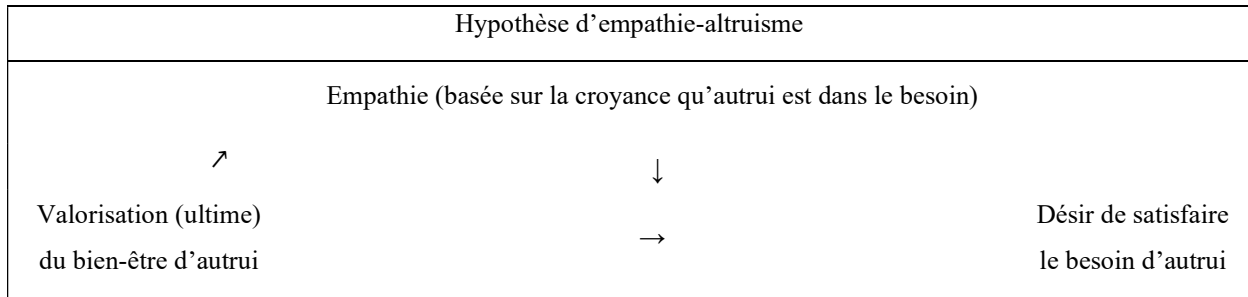 Hypothèse d’empathie-altruisme
Empathie (basée sur la croyance qu’autrui est dans le besoin)
↗
↓
Valorisation (ultime)
du bien-être d’autrui
→
Désir de satisfaire
le besoin d’autrui